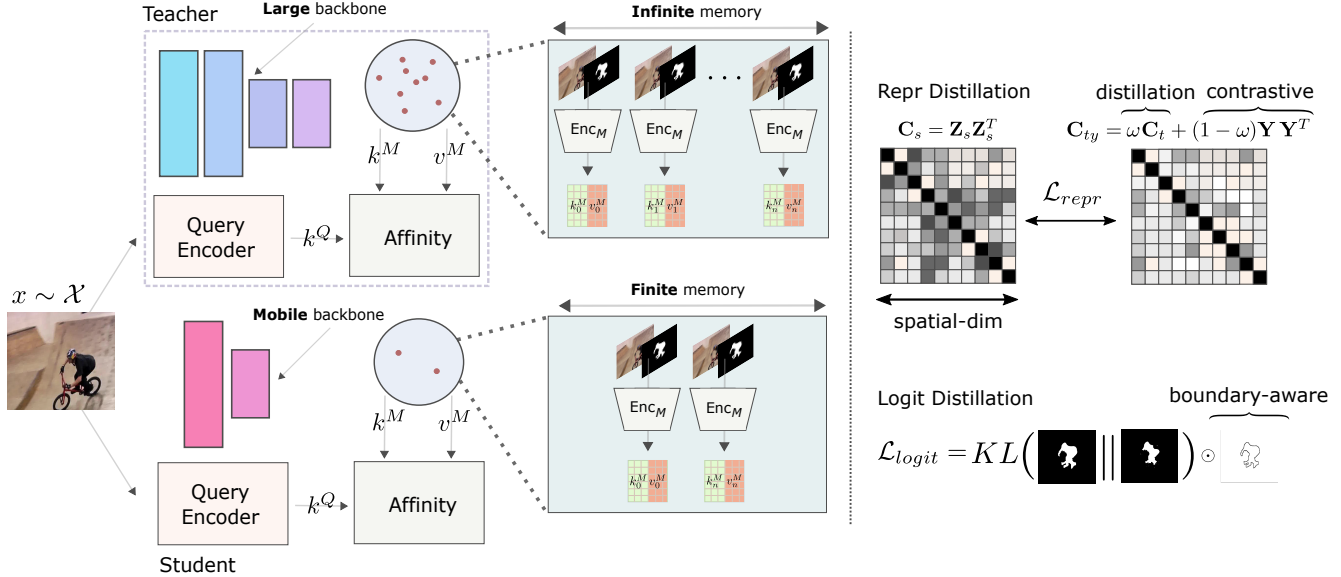 Teacher
Large backbone
k^M v^M
Query
Encoder
k^Q
Affinity
Infinite memory
. . .
Enc_M Enc_M Enc_M
k_0^M v_0^M k_1^M v_1^M k_n^M v_n^M
x ∼ 𝒳
Mobile backbone
k^M v^M
Query
Encoder
k^Q
Affinity
Student
Finite memory
Enc_M Enc_M
k_0^M v_0^M k_n^M v_n^M
Repr Distillation
C_s = Z_s Z_s^T
spatial-dim
ℒ_repr
distillation contrastive
C_ty = ωC_t + (1 − ω)Y Y^T
Logit Distillation
boundary-aware
ℒ_logit = KL( || ) ⊙